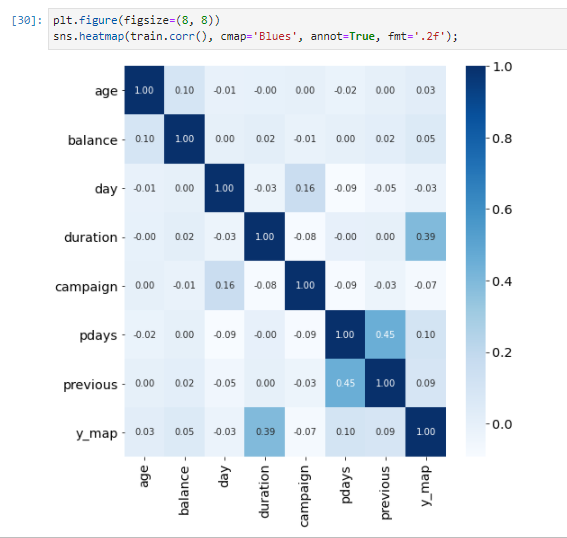 [30]: plt.figure(figsize=(8, 8))
sns.heatmap(train.corr(), cmap='Blues', annot=True, fmt='.2f');
age 1.00 0.10 -0.01 -0.00 0.00 -0.02 0.00 0.03
balance 0.10 1.00 0.00 0.02 -0.01 0.00 0.02 0.05
day -0.01 0.00 1.00 -0.03 0.16 -0.09 -0.05 -0.03
duration -0.00 0.02 -0.03 1.00 -0.08 -0.00 0.00 0.39
campaign 0.00 -0.01 0.16 -0.08 1.00 -0.09 -0.03 -0.07
pdays -0.02 0.00 -0.09 -0.00 -0.09 1.00 0.45 0.10
previous 0.00 0.02 -0.05 0.00 -0.03 0.45 1.00 0.09
y_map 0.03 0.05 -0.03 0.39 -0.07 0.10 0.09 1.00
age balance day duration campaign pdays previous y_map
1.0
0.8
0.6
0.4
0.2
0.0